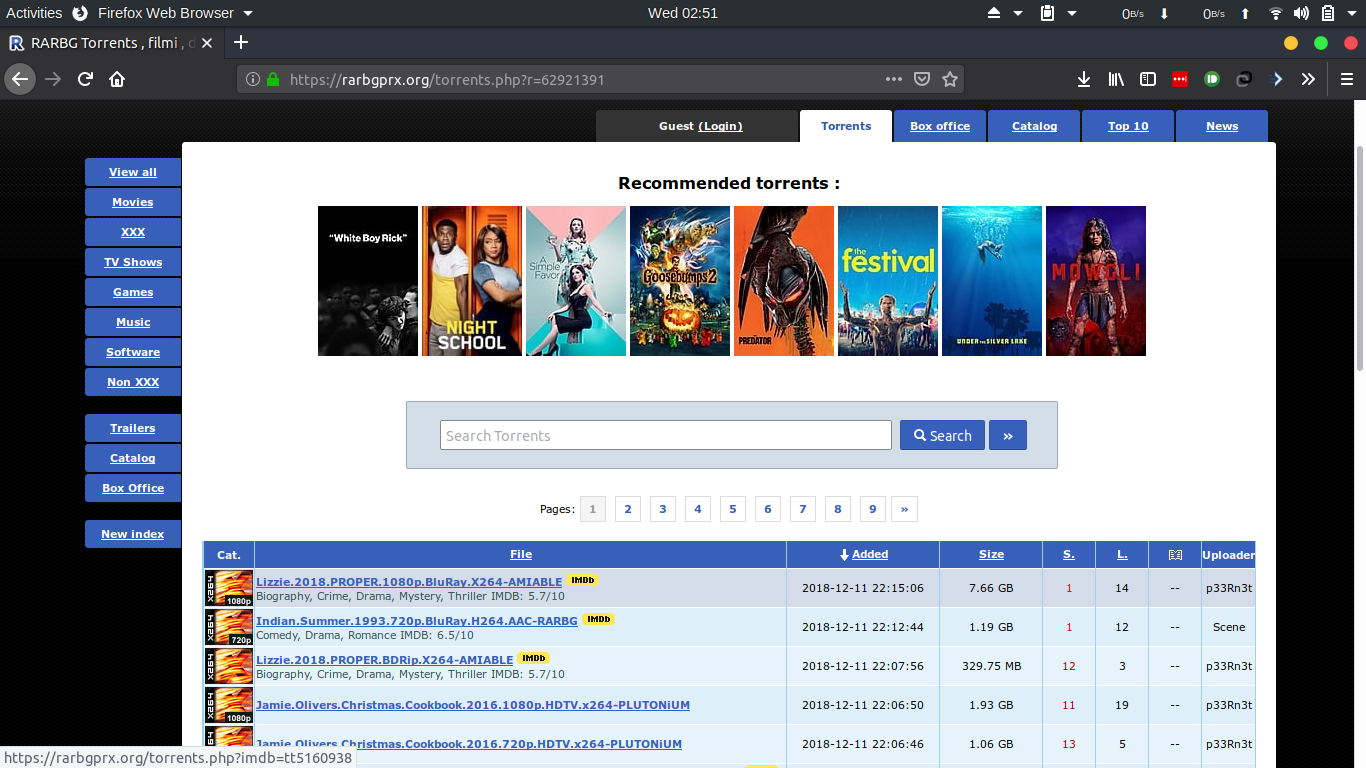 Activities Firefox Web Browser Wed 02:51 0B/s 0B/s
RARBG Torrents , filmi , d
https://rarbgprx.org/torrents.php?r=62921391
Guest (Login) Torrents Box office Catalog Top 10 News
View all
Movies
XXX
TV Shows
Games
Music
Software
Non XXX
Trailers
Catalog
Box Office
New index
Recommended torrents :
"White Boy Rick"
NIGHT SCHOOL
A Simple Favor
Goosebumps 2
PREDATOR
the festival
UNDER THE SILVER LAKE
MOWGLI
Search Torrents Search »
Pages: 1 2 3 4 5 6 7 8 9 »
Cat. File Added Size S. L. Uploader
X264 1080p Lizzie.2018.PROPER.1080p.BluRay.X264-AMIABLE IMDb 2018-12-11 22:15:06 7.66 GB 1 14 -- p33Rn3t
Biography, Crime, Drama, Mystery, Thriller IMDB: 5.7/10
X264 720p Indian.Summer.1993.720p.BluRay.H264.AAC-RARBG IMDb 2018-12-11 22:12:44 1.19 GB 1 12 -- Scene
Comedy, Drama, Romance IMDB: 6.5/10
X264 Lizzie.2018.PROPER.BDRip.X264-AMIABLE IMDb 2018-12-11 22:07:56 329.75 MB 12 3 -- p33Rn3t
Biography, Crime, Drama, Mystery, Thriller IMDB: 5.7/10
X264 1080p Jamie.Olivers.Christmas.Cookbook.2016.1080p.HDTV.x264-PLUTONiUM 2018-12-11 22:06:50 1.93 GB 11 19 -- p33Rn3t
X264 Jamie.Olivers.Christmas.Cookbook.2016.720p.HDTV.x264-PLUTONiUM 2018-12-11 22:06:46 1.06 GB 13 5 -- p33Rn3t
https://rarbgprx.org/torrents.php?imdb=tt5160938